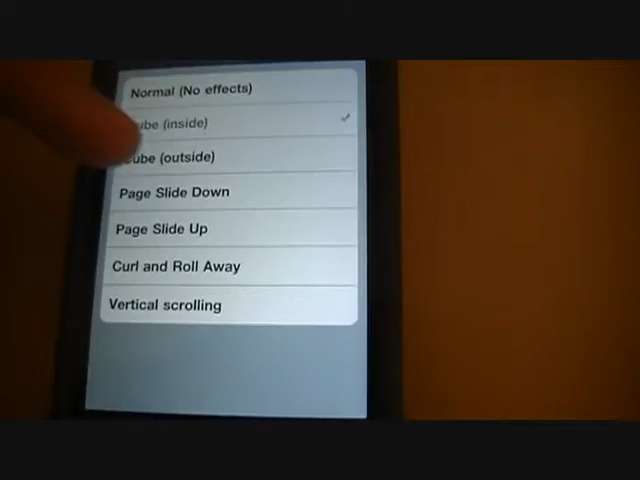 Normal (No effects)
ube (inside)
ube (outside)
Page Slide Down
Page Slide Up
Curl and Roll Away
Vertical scrolling